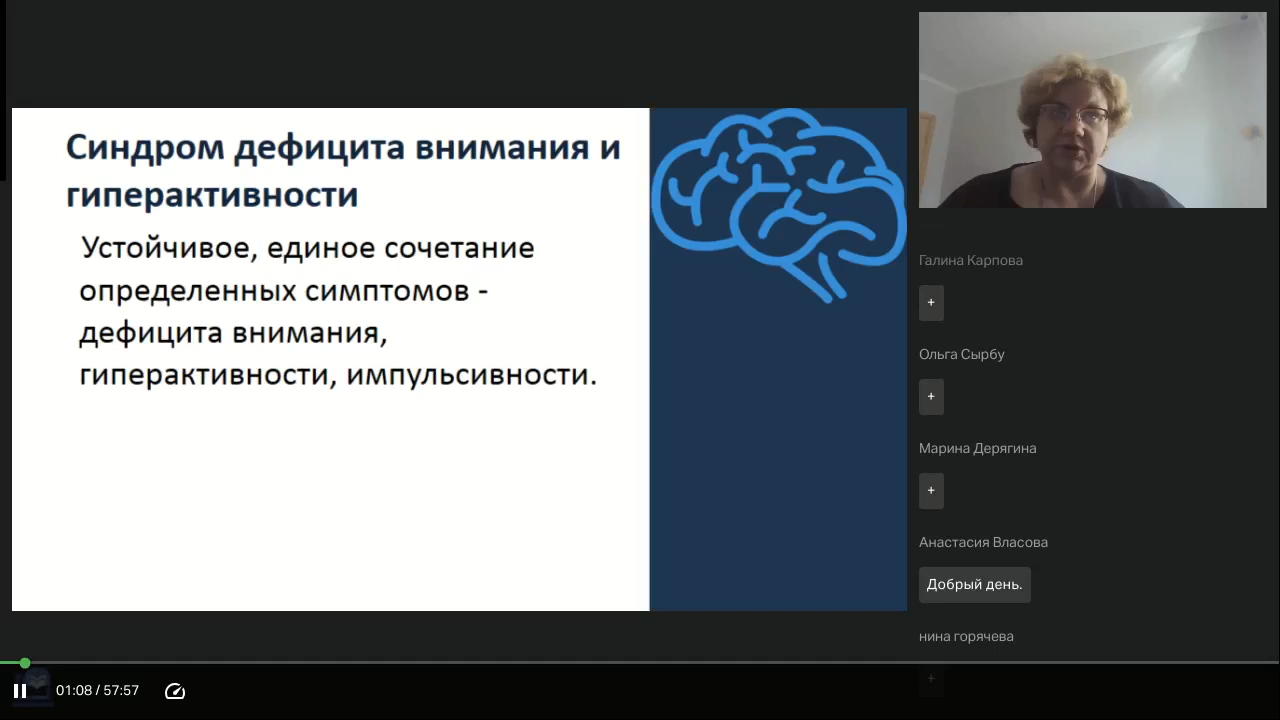 Синдром дефицита внимания и
гиперактивности
Устойчивое, единое сочетание
определенных симптомов -
дефицита внимания,
гиперактивности, импульсивности.
Галина Карпова
+
Ольга Сырбу
+
Марина Дерягина
+
Анастасия Власова
Добрый день.
нина горячева
+
01:08 / 57:57